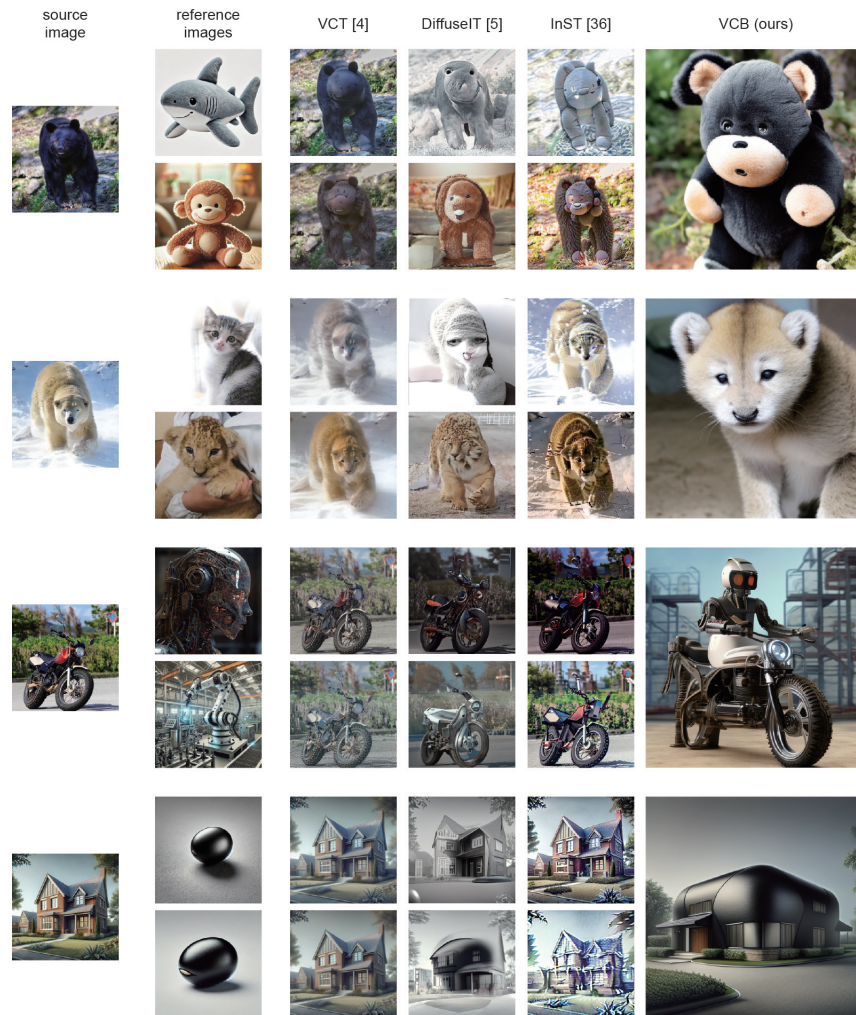 source
image
reference
images
VCT [4]
DiffuseIT [5]
InST [36]
VCB (ours)